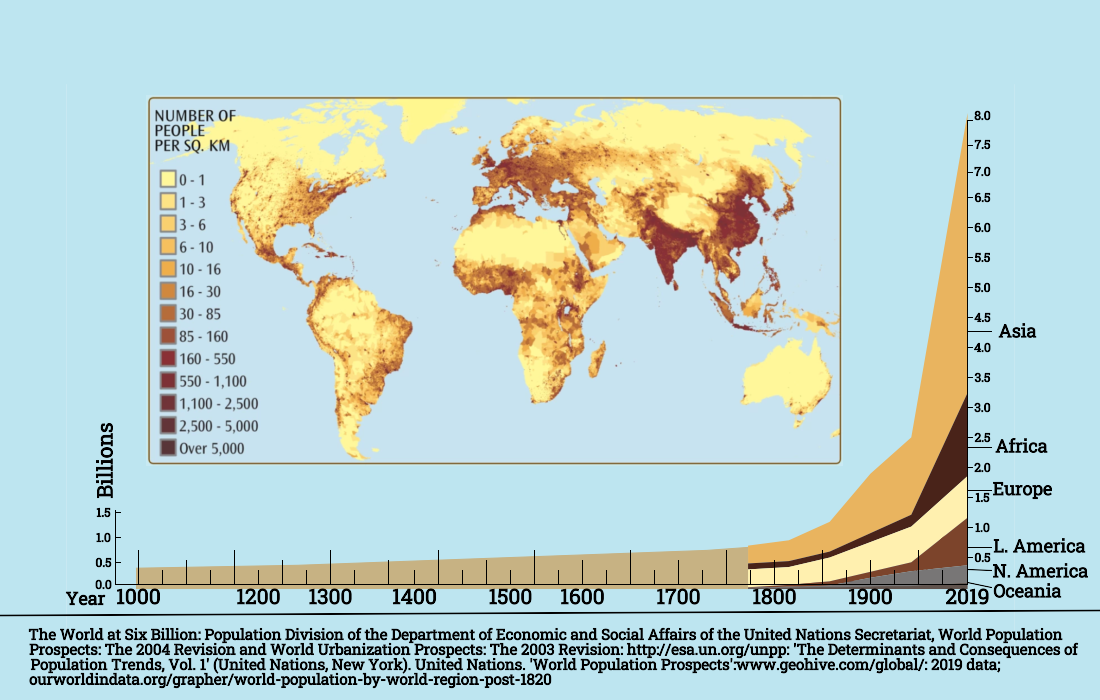 NUMBER OF
PEOPLE
PER SQ. KM
0 - 1
1 - 3
3 - 6
6 - 10
10 - 16
16 - 30
30 - 85
85 - 160
160 - 550
550 - 1,100
1,100 - 2,500
2,500 - 5,000
Over 5,000
8.0
7.5
7.0
6.5
6.0
5.5
5.0
4.5
Asia
4.0
3.5
3.0
2.5
Africa
2.0
Europe
1.5
1.0
L. America
0.5
N. America
Oceania
Billions
1.5
1.0
0.5
0.0
Year 1000 1200 1300 1400 1500 1600 1700 1800 1900 2019
The World at Six Billion: Population Division of the Department of Economic and Social Affairs of the United Nations Secretariat, World Population
Prospects: The 2004 Revision and World Urbanization Prospects: The 2003 Revision: http://esa.un.org/unpp: 'The Determinants and Consequences of
Population Trends, Vol. 1' (United Nations, New York). United Nations. 'World Population Prospects':www.geohive.com/global/: 2019 data;
ourworldindata.org/grapher/world-population-by-world-region-post-1820